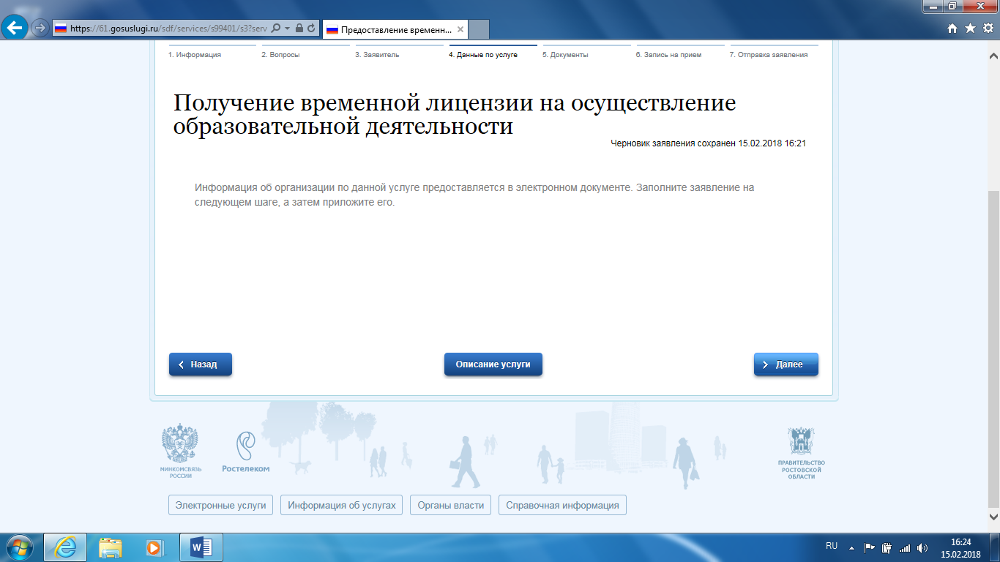 https://61.gosuslugi.ru/sdf/services/s99401/s3?serv
Предоставление временн...
1. Информация
2. Вопросы
3. Заявитель
4. Данные по услуге
5. Документы
6. Запись на прием
7. Отправка заявления
Получение временной лицензии на осуществление
образовательной деятельности
Черновик заявления сохранен 15.02.2018 16:21
Информация об организации по данной услуге предоставляется в электронном документе. Заполните заявление на
следующем шаге, а затем приложите его.
Назад
Описание услуги
Далее
МИНКОМСВЯЗЬ
РОССИИ
Ростелеком
ПРАВИТЕЛЬСТВО
РОСТОВСКОЙ
ОБЛАСТИ
Электронные услуги
Информация об услугах
Органы власти
Справочная информация
RU
16:24
15.02.2018